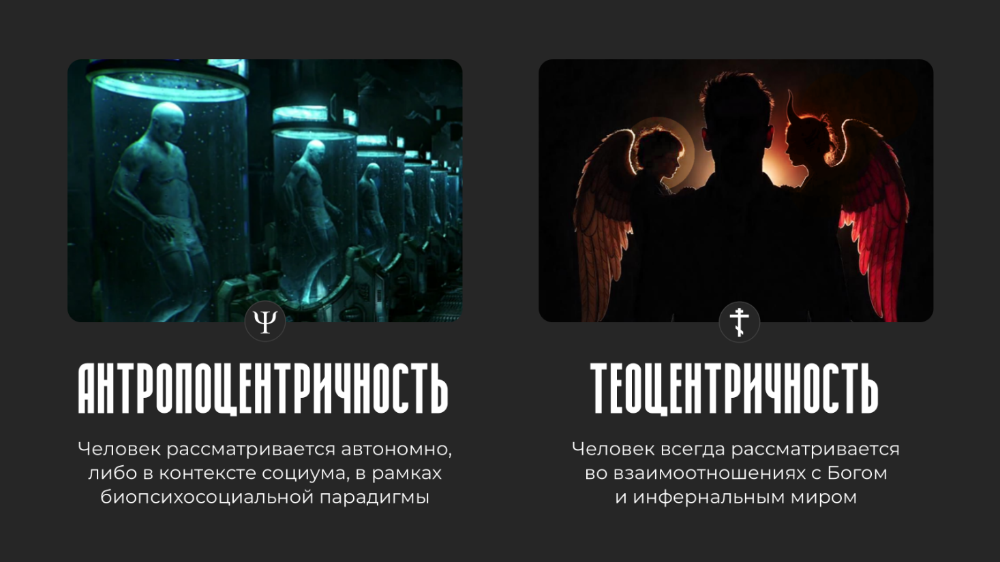 Ψ
АНТРОПОЦЕНТРИЧНОСТЬ
Человек рассматривается автономно,
либо в контексте социума, в рамках
биопсихосоциальной парадигмы
ТЕОЦЕНТРИЧНОСТЬ
Человек всегда рассматривается
во взаимоотношениях с Богом
и инфернальным миром